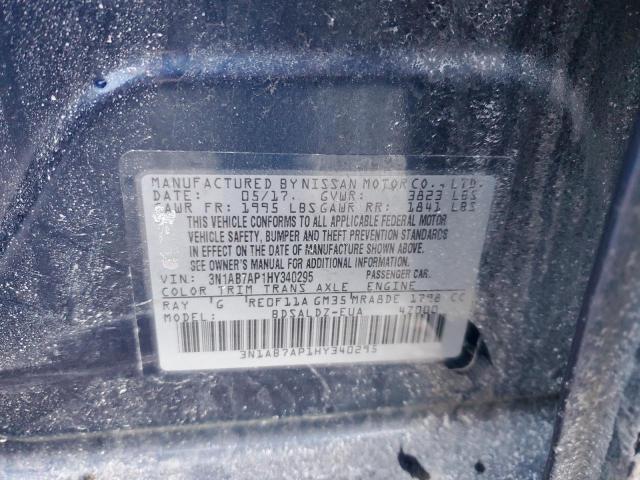 MANUFACTURED BY NISSAN MOTOR CO., LTD.
DATE: 05/17. GVWR: 3823 LBS
GAWR FR: 1995 LBS GAWR RR: 1841 LBS
THIS VEHICLE CONFORMS TO ALL APPLICABLE FEDERAL MOTOR
VEHICLE SAFETY, BUMPER AND THEFT PREVENTION STANDARDS
IN EFFECT ON THE DATE OF MANUFACTURE SHOWN ABOVE.
SEE OWNER'S MANUAL FOR ADDITIONAL INFORMATION
VIN: 3N1AB7AP1HY340295 PASSENGER CAR.
COLOR TRIM TRANS AXLE ENGINE
RAY G RE0F11A GM35 MRA8DE 1798 CC
MODEL: BDSALDZ-EUA 47000
3N1AB7AP1HY340295